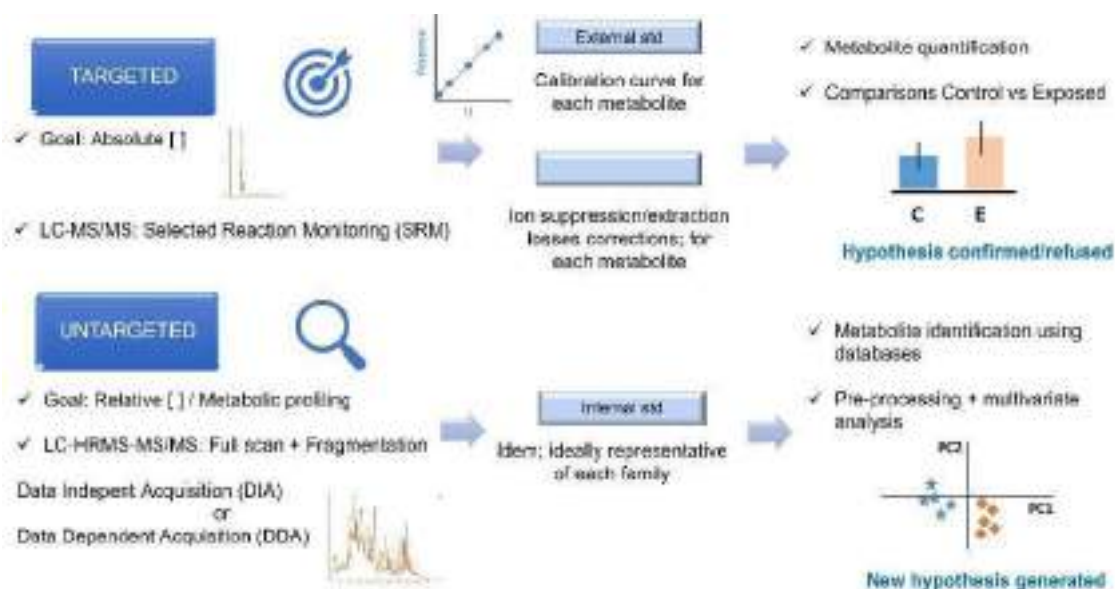 TARGETED
✓ Goal: Absolute [ ]
✓ LC-MS/MS: Selected Reaction Monitoring (SRM)
External std
Calibration curve for
each metabolite
Ion suppression/extraction
losses corrections; for
each metabolite
✓ Metabolite quantification
✓ Comparisons Control vs Exposed
C E
Hypothesis confirmed/refused
UNTARGETED
✓ Goal: Relative [ ] / Metabolic profiling
✓ LC-HRMS-MS/MS: Full scan + Fragmentation
Data Indepent Acquisition (DIA)
or
Data Dependent Acquisition (DDA)
Internal std
Idem; ideally representative
of each family
✓ Metabolite identification using
databases
✓ Pre-processing + multivariate
analysis
PC2
PC1
New hypothesis generated